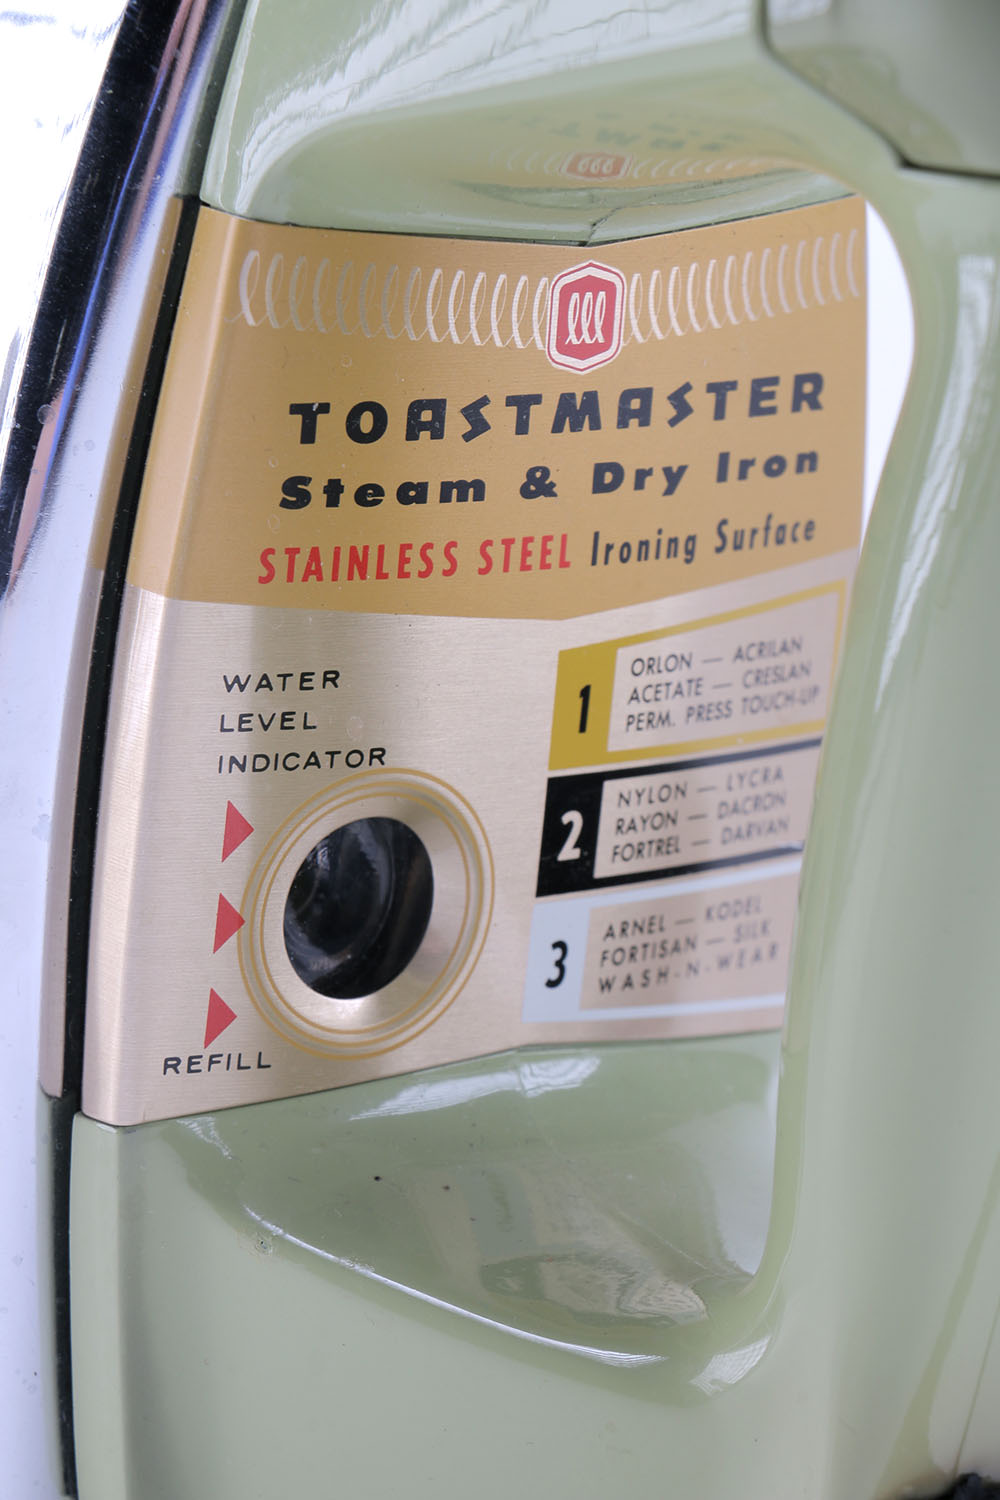 TOASTMASTER
Steam & Dry Iron
STAINLESS STEEL Ironing Surface
WATER
LEVEL
INDICATOR
REFILL
1
ORLON — ACRILAN
ACETATE — CRESLAN
PERM. PRESS TOUCH-UP
2
NYLON — LYCRA
RAYON — DACRON
FORTREL — DARVAN
3
ARNEL — KODEL
FORTISAN — SILK
WASH-N-WEAR